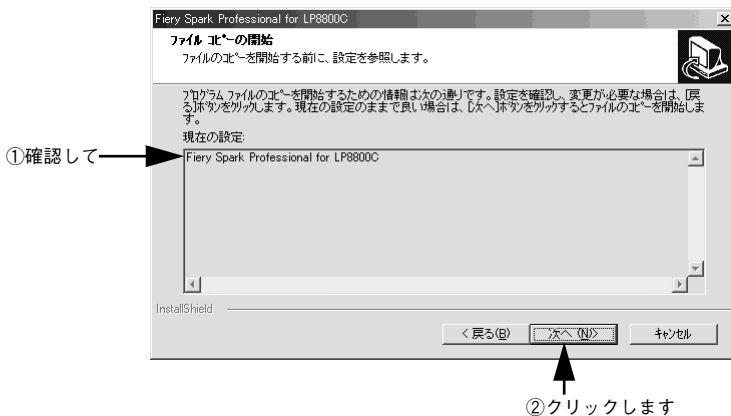 Fiery Spark Professional for LP8800C
ファイル コピーの開始
ファイルのコピーを開始する前に、設定を参照します。
プログラム ファイルのコピーを開始するための情報は次の通りです。設定を確認し、変更が必要な場合は、[戻
る]ボタンをクリックします。現在の設定のままで良い場合は、[次へ]ボタンをクリックするとファイルのコピーを開始しま
す。
現在の設定:
①確認して
Fiery Spark Professional for LP8800C
InstallShield
< 戻る(B)
次へ (N)>
キャンセル
②クリックします